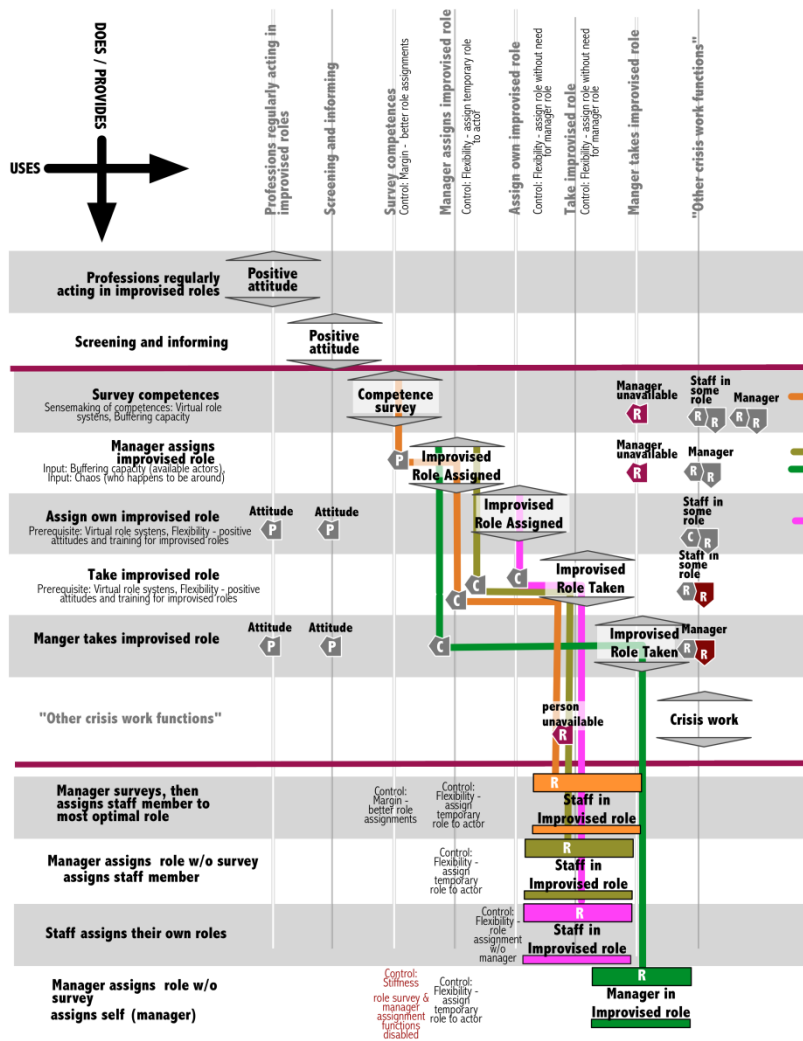 DOES / PROVIDES
USES
Professions regularly acting in
improvised roles
Screening-and-informing
Survey competences
Control: Margin - better role assignments
Manager assigns improvised role
Control: Flexibility - assign temporary role
to actor
Assign own improvised role
Control: Flexibility - assign role without need
for manager role
Take improvised role
Control: Flexibility - assign role without need
for manager role
Manger takes improvised role
"Other crisis work functions"
Professions regularly
acting in improvised roles
Positive
attitude
Screening and informing
Positive
attitude
Survey competences
Sensemaking of competences: Virtual role
systems, Buffering capacity
Competence
survey
Manager
unavailable
R
Staff in
some
role
R
R
Manager
R
R
Manager assigns
improvised role
Input: Buffering capacity (available actors),
Input: Chaos (who happens to be around)
P
Improvised
Role Assigned
Manager
unavailable
R
Manager
R
R
Assign own improvised role
Prerequisite: Virtual role systens, Flexibility - positive
attitudes and training for improvised roles
Attitude
P
Attitude
P
Improvised
Role Assigned
Staff in
some
role
C
R
Take improvised role
Prerequisite: Virtual role systens, Flexibility - positive
attitudes and training for improvised roles
C
C
C
Improvised
Role Taken
Staff in
some
role
R
R
Manger takes improvised role
Attitude
P
Attitude
P
C
Improvised
Role Taken
Manager
R
R
"Other crisis work functions"
person
unavailable
R
Crisis work
Manager surveys, then
assigns staff member to
most optimal role
Control:
Margin -
better role
assignments
Control:
Flexibility -
assign
temporary
role to actor
R
Staff in
Improvised role
Manager assigns role w/o survey
assigns staff member
Control:
Flexibility -
assign
temporary
role to actor
R
Staff in
Improvised role
Staff assigns their own roles
Control:
Flexibility -
role
assignment
w/o
manager
R
Staff in
Improvised role
Manager assigns role w/o
survey
assigns self (manager)
Control:
Stiffness
role survey &
manager
assignment
functions
disabled
Control:
Flexibility -
assign
temporary
role to actor
R
Manager in
Improvised role